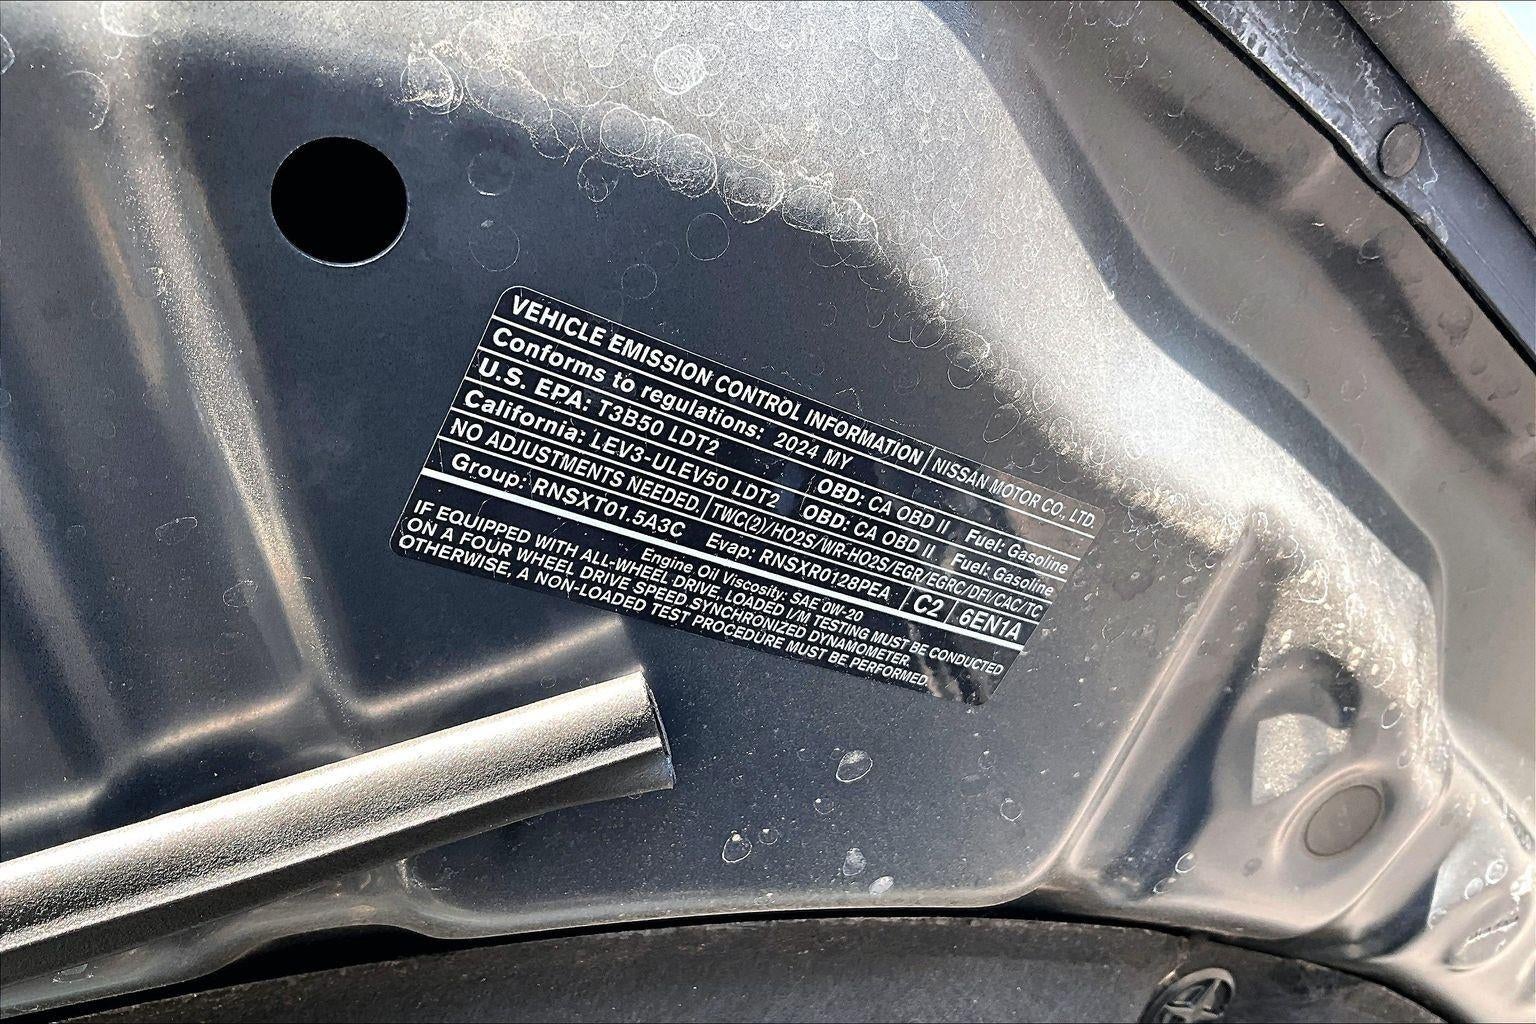 VEHICLE EMISSION CONTROL INFORMATION NISSAN MOTOR CO., LTD.
Conforms to regulations: 2024 MY
U.S. EPA: T3B50 LDT2 OBD: CA OBD II Fuel: Gasoline
California: LEV3-ULEV50 LDT2 OBD: CA OBD II Fuel: Gasoline
NO ADJUSTMENTS NEEDED. TWC(2)/HO2S/WR-HO2S/EGR/EGRC/DFI/CAC/TC
Group: RNSXT01.5A3C Evap: RNSXR0128PEA C2 6EN1A
Engine Oil Viscosity: SAE 0W-20
IF EQUIPPED WITH ALL-WHEEL DRIVE. LOADED I/M TESTING MUST BE CONDUCTED
ON A FOUR WHEEL DRIVE SPEED SYNCHRONIZED DYNAMOMETER.
OTHERWISE, A NON-LOADED TEST PROCEDURE MUST BE PERFORMED.